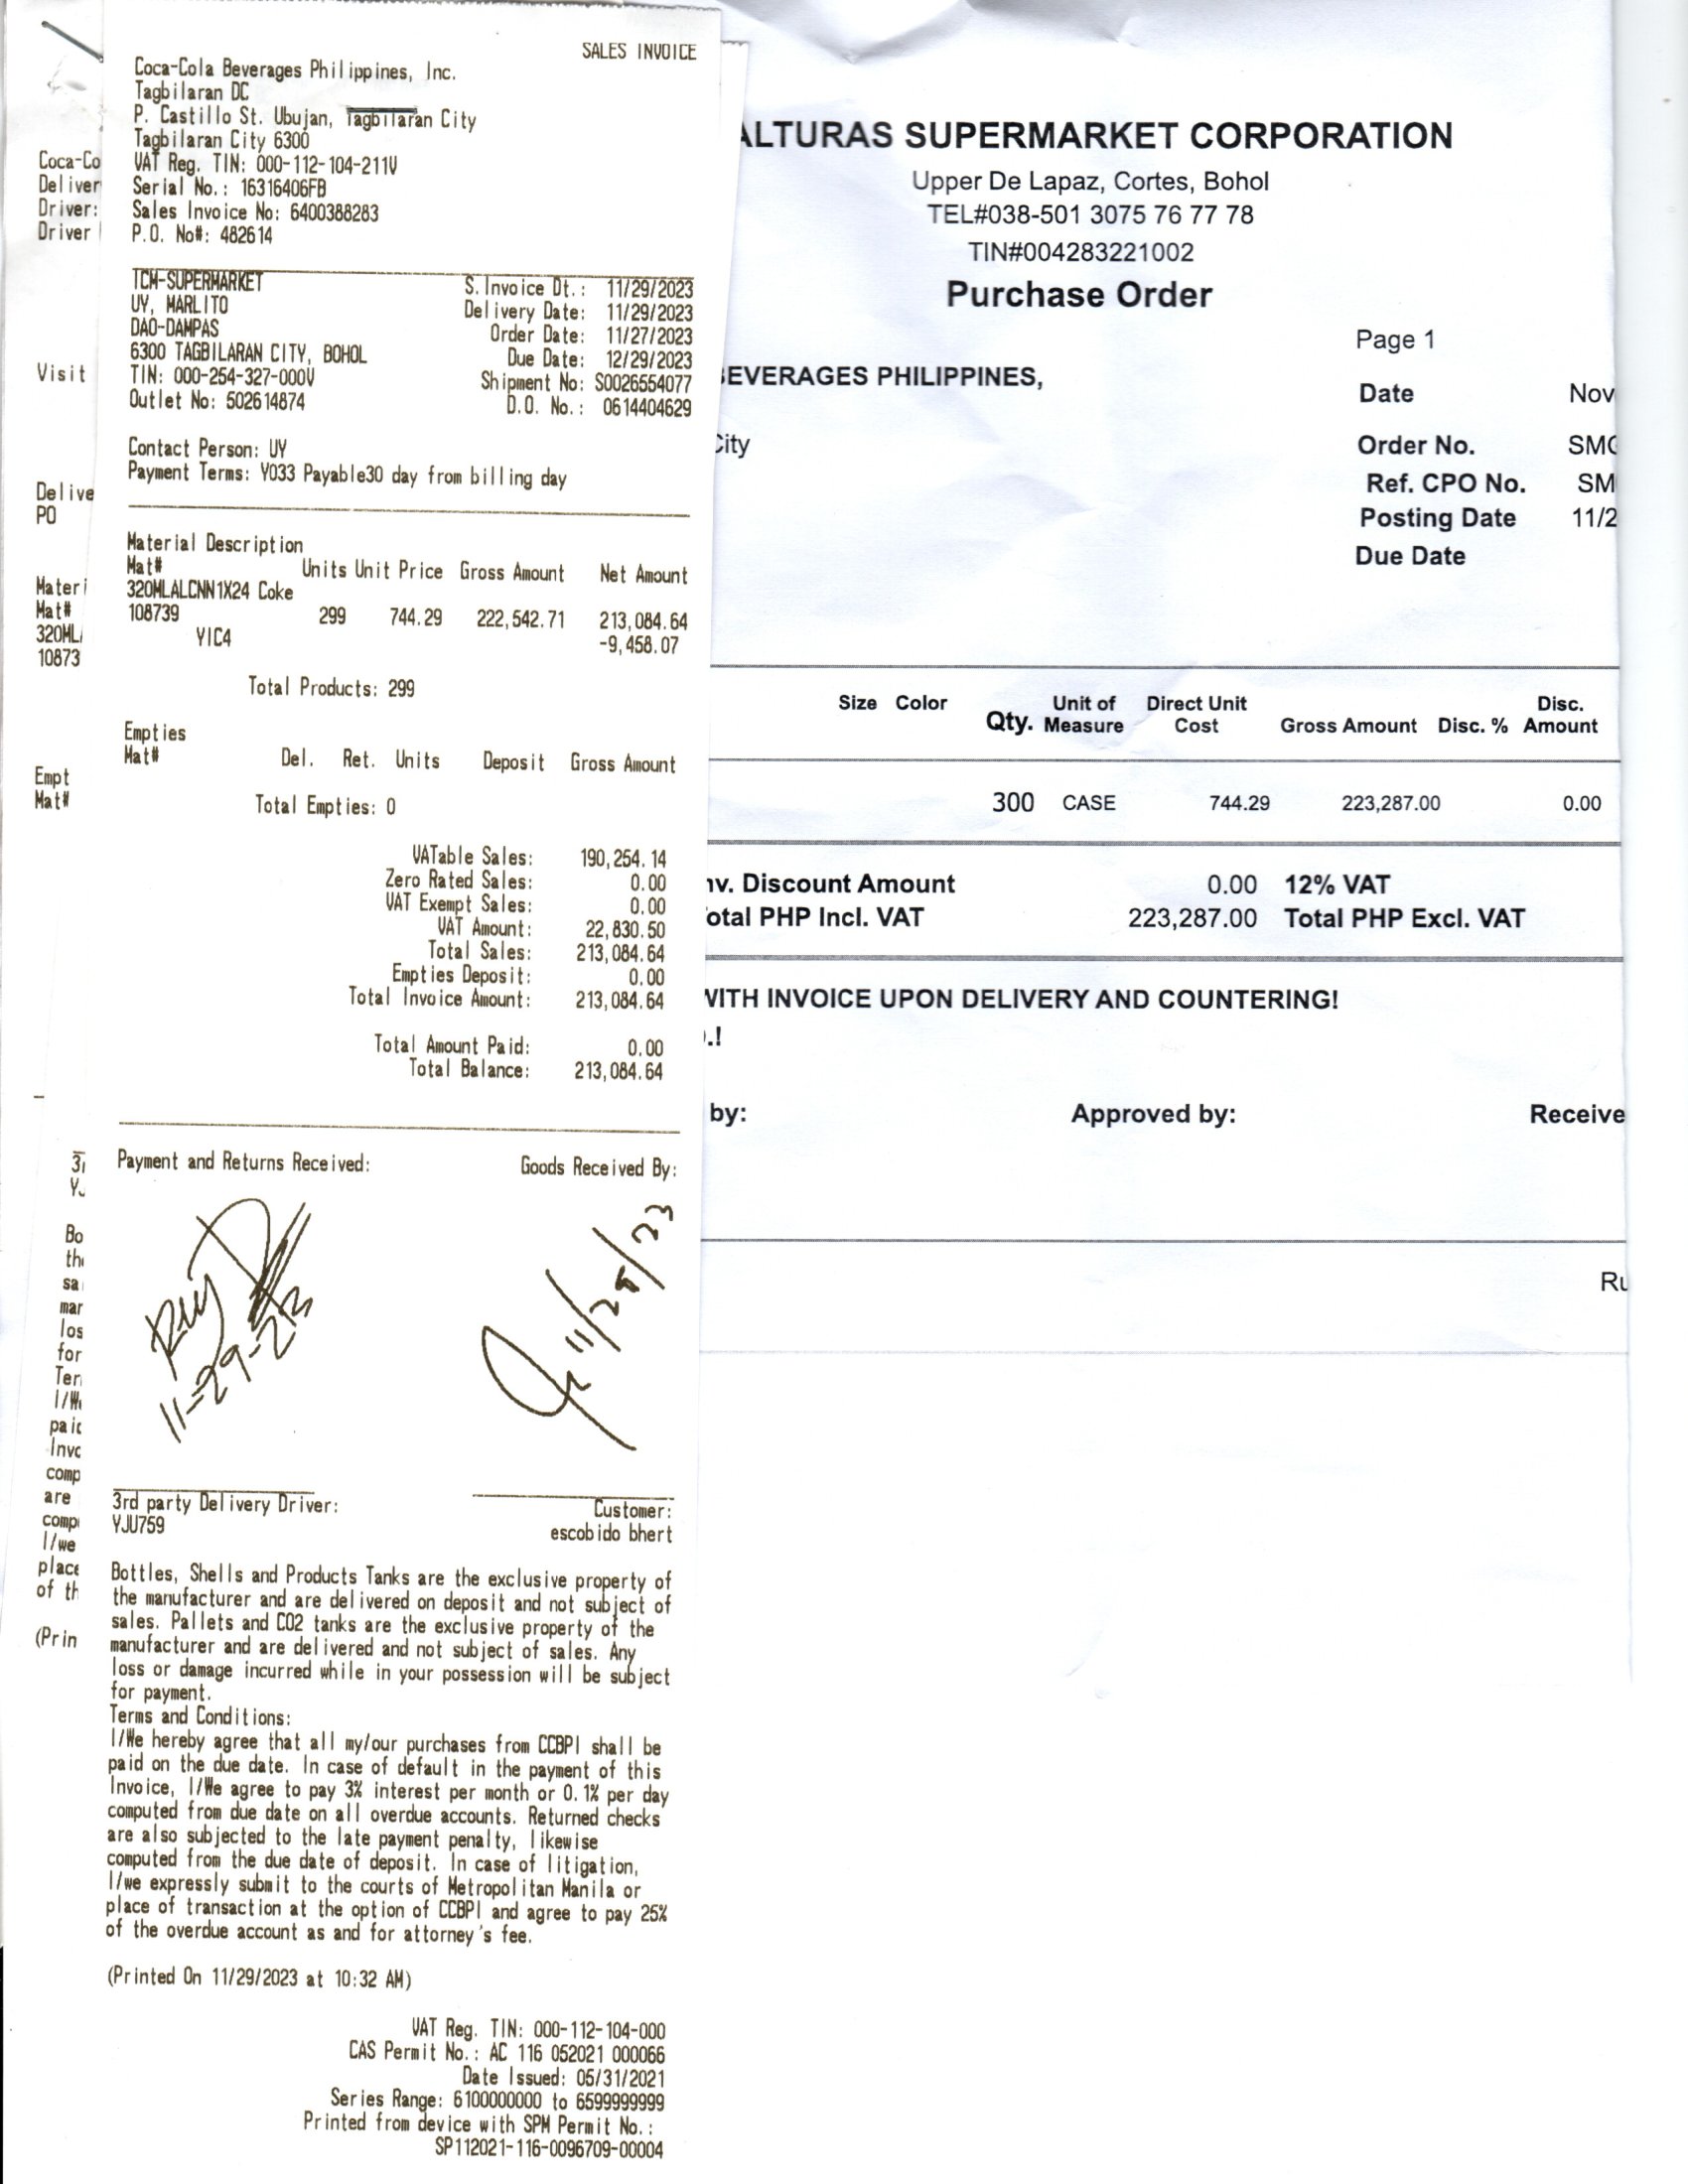 SALES INVOICE
Coca-Cola Beverages Philippines, Inc.
Tagbilaran DC
P. Castillo St. Ubujan, Tagbilaran City
Tagbilaran City 6300
VAT Reg. TIN: 000-112-104-211V
Serial No.: 16316406FB
Sales Invoice No: 6400388283
P.O. No#: 482614
TCM-SUPERMARKET
UY, MARLITO
DAO-DAMPAS
6300 TAGBILARAN CITY, BOHOL
TIN: 000-254-327-000V
Outlet No: 502614874
S. Invoice Dt.: 11/29/2023
Delivery Date: 11/29/2023
Order Date: 11/27/2023
Due Date: 12/29/2023
Shipment No: S0026554077
D.O. No.: 0614404629
Contact Person: UY
Payment Terms: Y033 Payable30 day from billing day
Material Description
Mat# Units Unit Price Gross Amount Net Amount
320MLALCNN1X24 Coke
108739 299 744.29 222,542.71 213,084.64
YIC4 -9,458.07
Total Products: 299
Empties
Mat# Del. Ret. Units Deposit Gross Amount
Total Empties: 0
VATable Sales: 190,254.14
Zero Rated Sales: 0.00
VAT Exempt Sales: 0.00
VAT Amount: 22,830.50
Total Sales: 213,084.64
Empties Deposit: 0.00
Total Invoice Amount: 213,084.64
Total Amount Paid: 0.00
Total Balance: 213,084.64
Payment and Returns Received: Goods Received By:
11-29-23
11/28/23
3rd party Delivery Driver: Customer:
YJU759 escobido bhert
Bottles, Shells and Products Tanks are the exclusive property of
the manufacturer and are delivered on deposit and not subject of
sales. Pallets and CO2 tanks are the exclusive property of the
manufacturer and are delivered and not subject of sales. Any
loss or damage incurred while in your possession will be subject
for payment.
Terms and Conditions:
I/We hereby agree that all my/our purchases from CCBPI shall be
paid on the due date. In case of default in the payment of this
Invoice, I/We agree to pay 3% interest per month or 0.1% per day
computed from due date on all overdue accounts. Returned checks
are also subjected to the late payment penalty, likewise
computed from the due date of deposit. In case of litigation,
I/we expressly submit to the courts of Metropolitan Manila or
place of transaction at the option of CCBPI and agree to pay 25%
of the overdue account as and for attorney's fee.
(Printed On 11/29/2023 at 10:32 AM)
VAT Reg. TIN: 000-112-104-000
CAS Permit No.: AC 116 052021 000066
Date Issued: 05/31/2021
Series Range: 6100000000 to 6599999999
Printed from device with SPM Permit No.:
SP112021-116-0096709-00004
Coca-Co
Deliver
Driver:
Driver
Visit
Delive
PO
Materi
Mat#
320ML
10873
Empt
Mat#
Bo
sa
mar
los
for
Ter
I/W
paid
Invo
comp
are
comp
I/we
place
of th
(Prin
ALTURAS SUPERMARKET CORPORATION
Upper De Lapaz, Cortes, Bohol
TEL#038-501 3075 76 77 78
TIN#004283221002
Purchase Order
Page 1
EVERAGES PHILIPPINES,
City
Date Nov
Order No. SM
Ref. CPO No. SM
Posting Date 11/2
Due Date
Size Color Qty. Unit of Measure Direct Unit Cost Gross Amount Disc. % Disc. Amount
300 CASE 744.29 223,287.00 0.00
nv. Discount Amount 0.00 12% VAT
otal PHP Incl. VAT 223,287.00 Total PHP Excl. VAT
WITH INVOICE UPON DELIVERY AND COUNTERING!
.!
by: Approved by: Receive